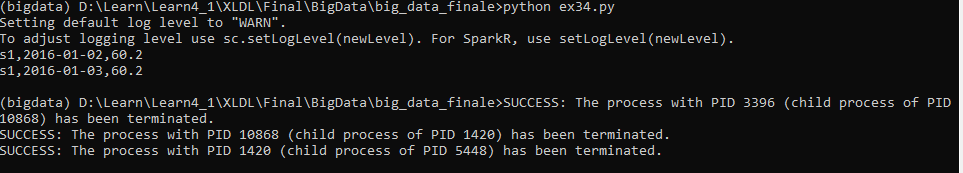 (bigdata) D:\Learn\Learn4_1\XLDL\Final\BigData\big_data_finale>python ex34.py
Setting default log level to "WARN".
To adjust logging level use sc.setLogLevel(newLevel). For SparkR, use setLogLevel(newLevel).
s1,2016-01-02,60.2
s1,2016-01-03,60.2
(bigdata) D:\Learn\Learn4_1\XLDL\Final\BigData\big_data_finale>SUCCESS: The process with PID 3396 (child process of PID
10868) has been terminated.
SUCCESS: The process with PID 10868 (child process of PID 1420) has been terminated.
SUCCESS: The process with PID 1420 (child process of PID 5448) has been terminated.